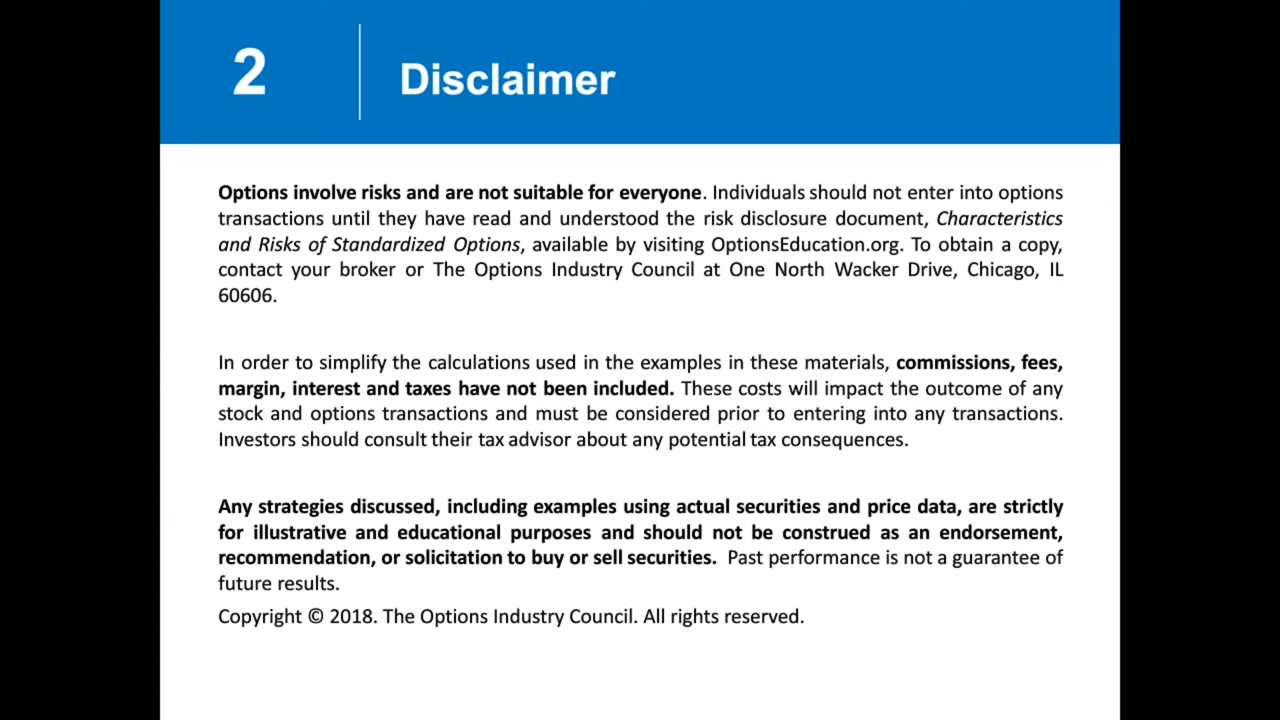 2
Disclaimer
Options involve risks and are not suitable for everyone. Individuals should not enter into options
transactions until they have read and understood the risk disclosure document, Characteristics
and Risks of Standardized Options, available by visiting OptionsEducation.org. To obtain a copy,
contact your broker or The Options Industry Council at One North Wacker Drive, Chicago, IL
60606.
In order to simplify the calculations used in the examples in these materials, commissions, fees,
margin, interest and taxes have not been included. These costs will impact the outcome of any
stock and options transactions and must be considered prior to entering into any transactions.
Investors should consult their tax advisor about any potential tax consequences.
Any strategies discussed, including examples using actual securities and price data, are strictly
for illustrative and educational purposes and should not be construed as an endorsement,
recommendation, or solicitation to buy or sell securities. Past performance is not a guarantee of
future results.
Copyright © 2018. The Options Industry Council. All rights reserved.